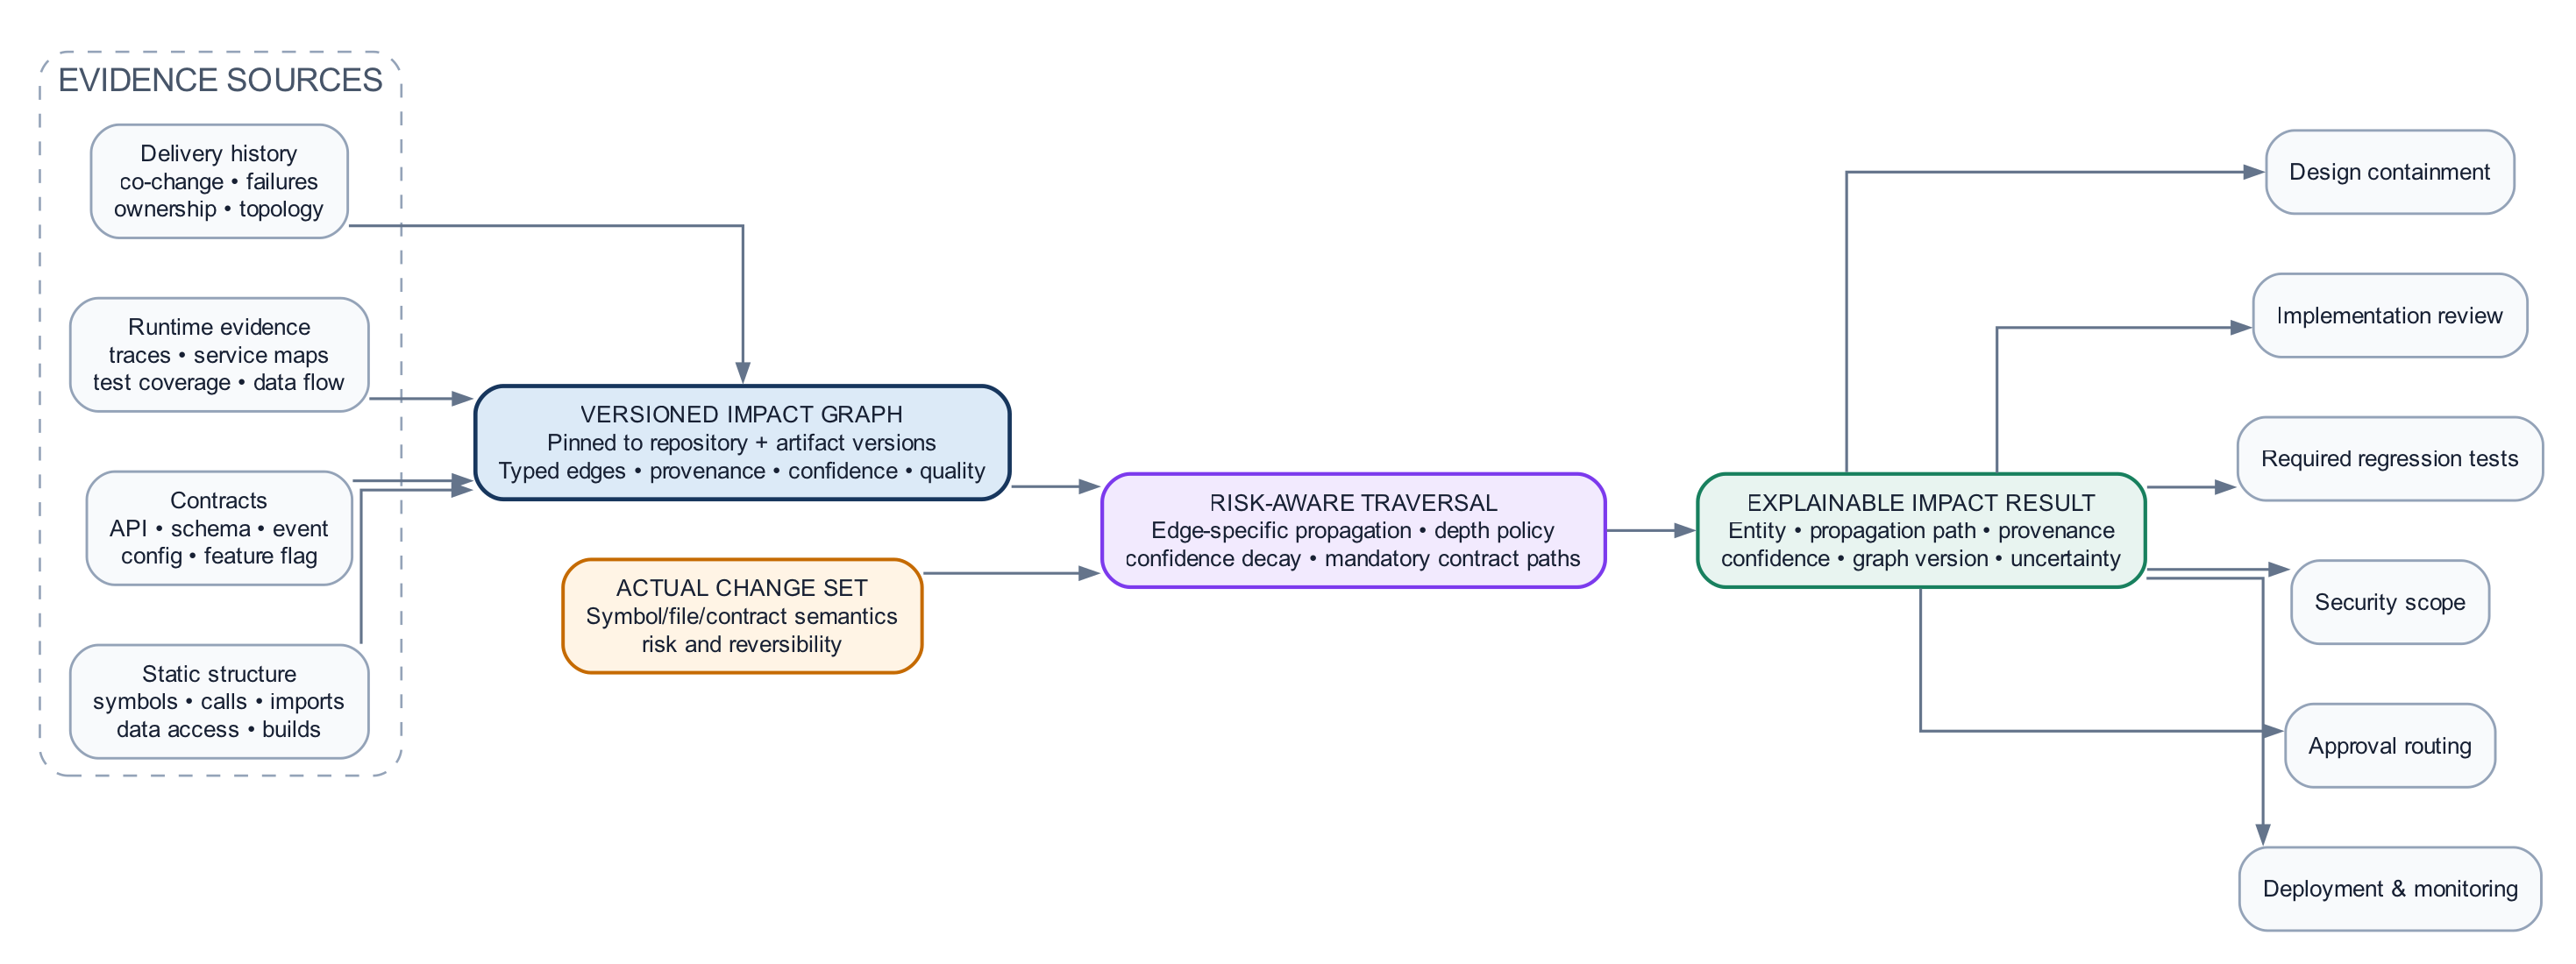 EVIDENCE SOURCES
Delivery history
co-change • failures
ownership • topology
Runtime evidence
traces • service maps
test coverage • data flow
Contracts
API • schema • event
config • feature flag
Static structure
symbols • calls • imports
data access • builds
VERSIONED IMPACT GRAPH
Pinned to repository + artifact versions
Typed edges • provenance • confidence • quality
ACTUAL CHANGE SET
Symbol/file/contract semantics
risk and reversibility
RISK-AWARE TRAVERSAL
Edge-specific propagation • depth policy
confidence decay • mandatory contract paths
EXPLAINABLE IMPACT RESULT
Entity • propagation path • provenance
confidence • graph version • uncertainty
Design containment
Implementation review
Required regression tests
Security scope
Approval routing
Deployment & monitoring